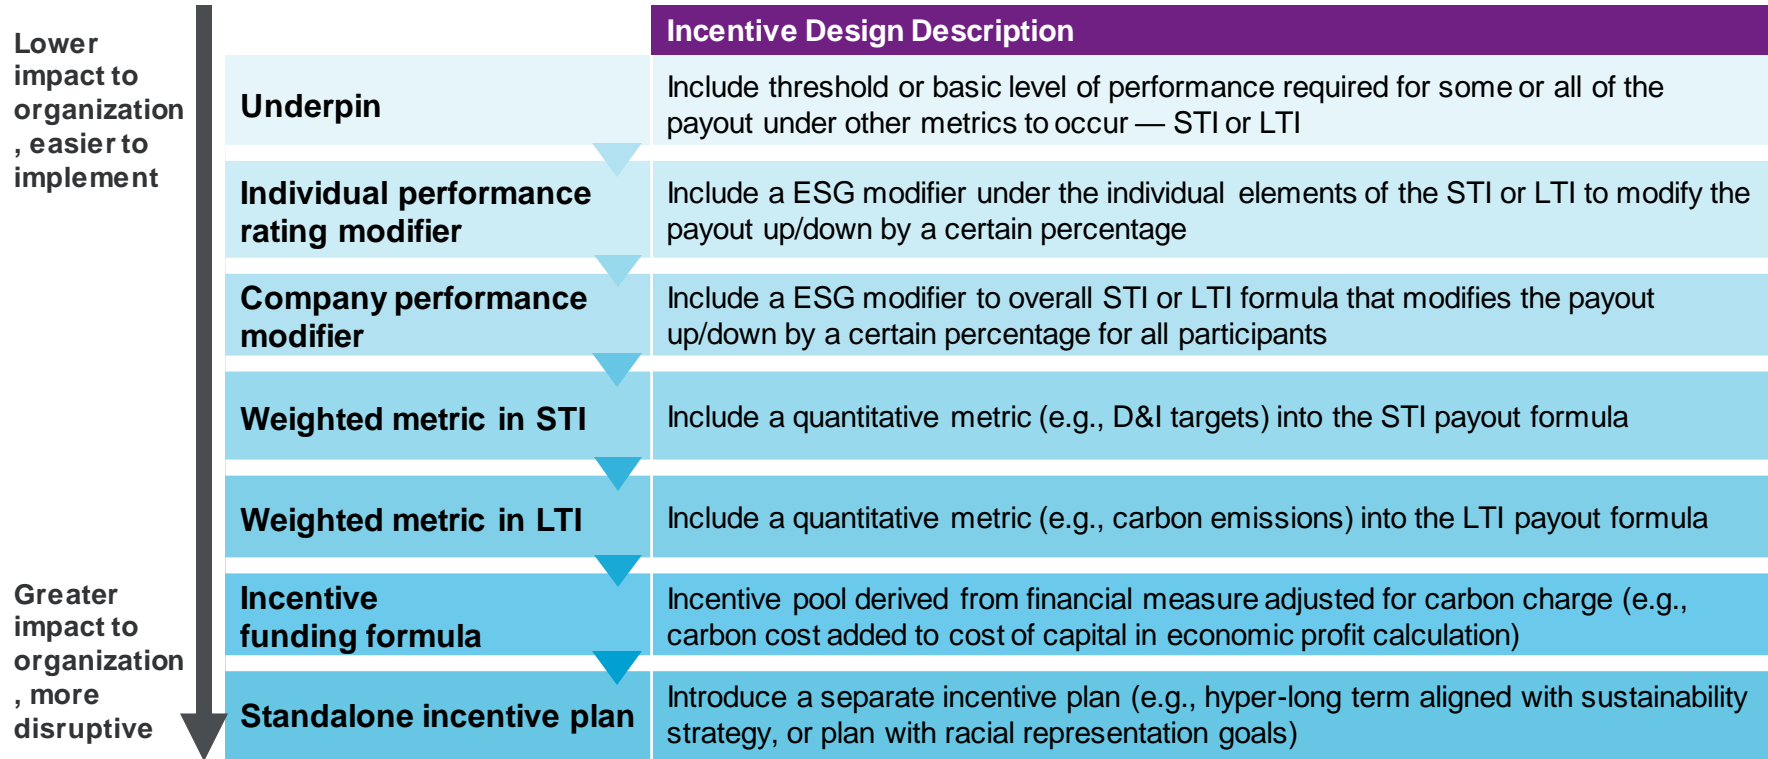 Lower
impact to
organization
, easier to
implement
Incentive Design Description
Underpin
Include threshold or basic level of performance required for some or all of the
payout under other metrics to occur — STI or LTI
Individual performance
rating modifier
Include a ESG modifier under the individual elements of the STI or LTI to modify the
payout up/down by a certain percentage
Company performance
modifier
Include a ESG modifier to overall STI or LTI formula that modifies the payout
up/down by a certain percentage for all participants
Weighted metric in STI
Include a quantitative metric (e.g., D&I targets) into the STI payout formula
Weighted metric in LTI
Include a quantitative metric (e.g., carbon emissions) into the LTI payout formula
Greater
impact to
organization
, more
disruptive
Incentive
funding formula
Incentive pool derived from financial measure adjusted for carbon charge (e.g.,
carbon cost added to cost of capital in economic profit calculation)
Standalone incentive plan
Introduce a separate incentive plan (e.g., hyper-long term aligned with sustainability
strategy, or plan with racial representation goals)